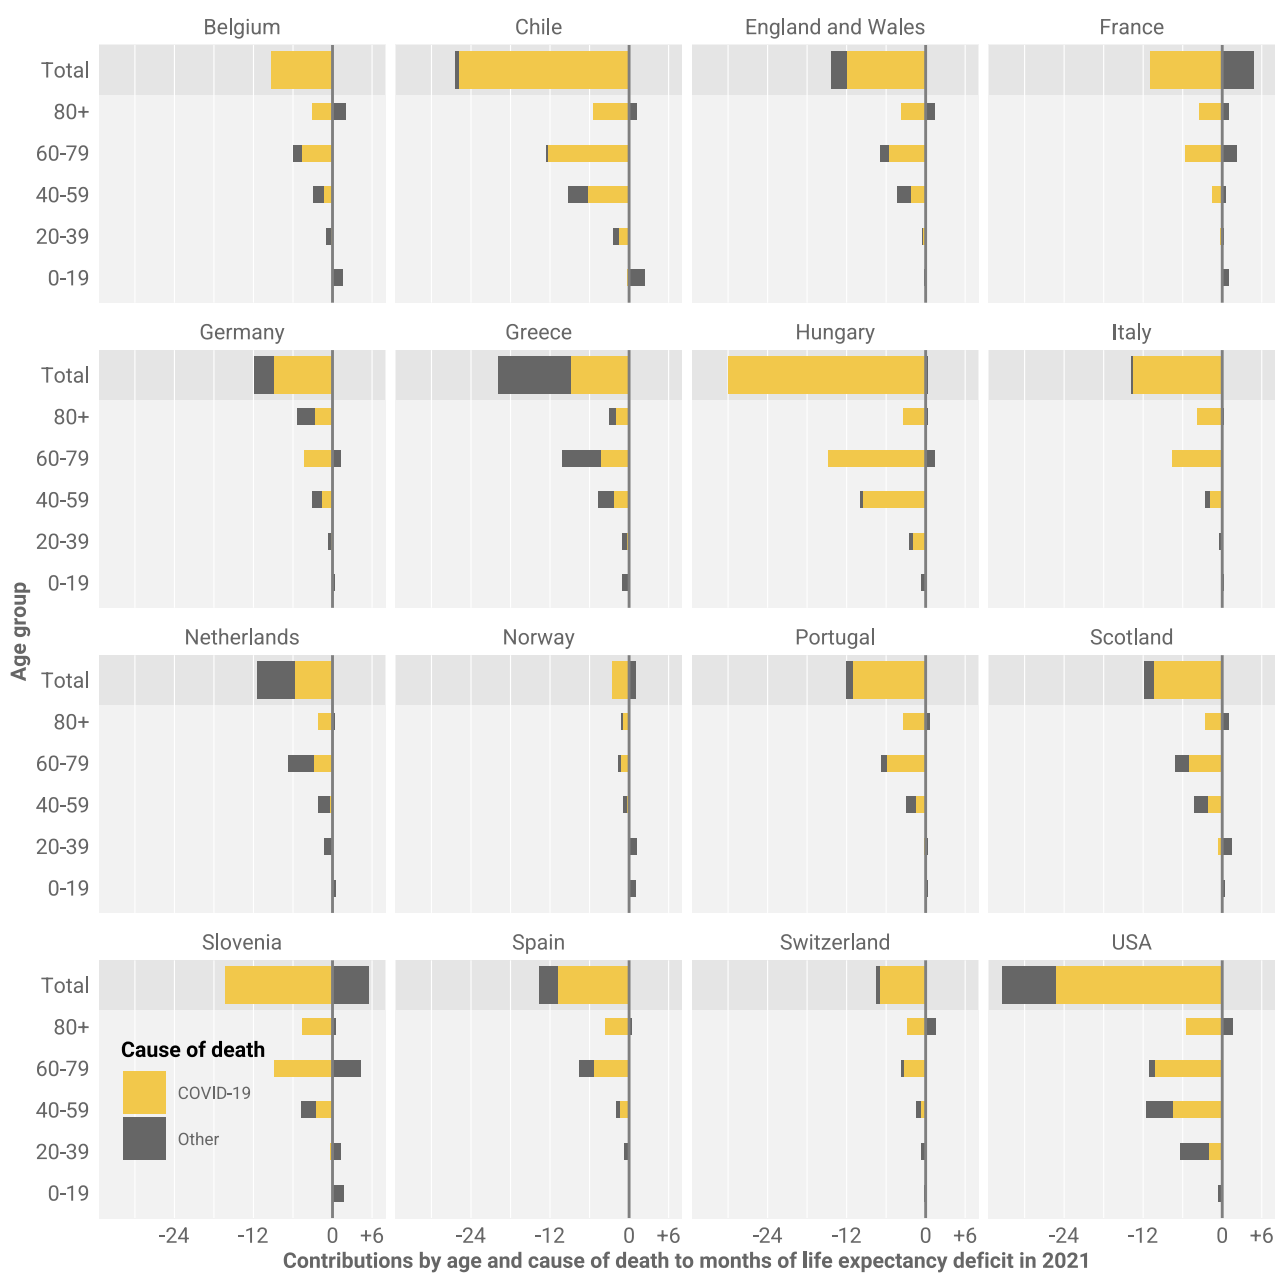 Belgium Chile England and Wales France
Total
80+
60-79
40-59
20-39
0-19
Germany Greece Hungary Italy
Total
80+
60-79
40-59
20-39
0-19
Age group
Netherlands Norway Portugal Scotland
Total
80+
60-79
40-59
20-39
0-19
Slovenia Spain Switzerland USA
Total
80+
60-79
40-59
20-39
0-19
Cause of death
COVID-19
Other
-24 -12 0 +6 -24 -12 0 +6 -24 -12 0 +6 -24 -12 0 +6
Contributions by age and cause of death to months of life expectancy deficit in 2021